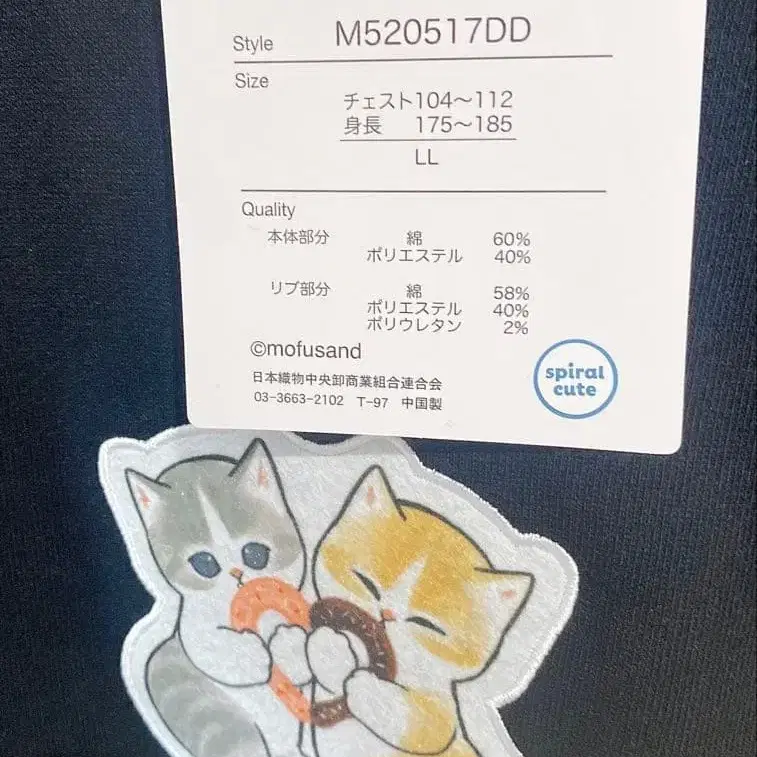 Style M520517DD
Size
チェスト104～112
身長 175～185
LL
Quality
本体部分 綿 60%
ポリエステル 40%
リブ部分 綿 58%
ポリエステル 40%
ポリウレタン 2%
©mofusand
日本織物中央卸商業組合連合会
03-3663-2102 T-97 中国製
spiral
cute